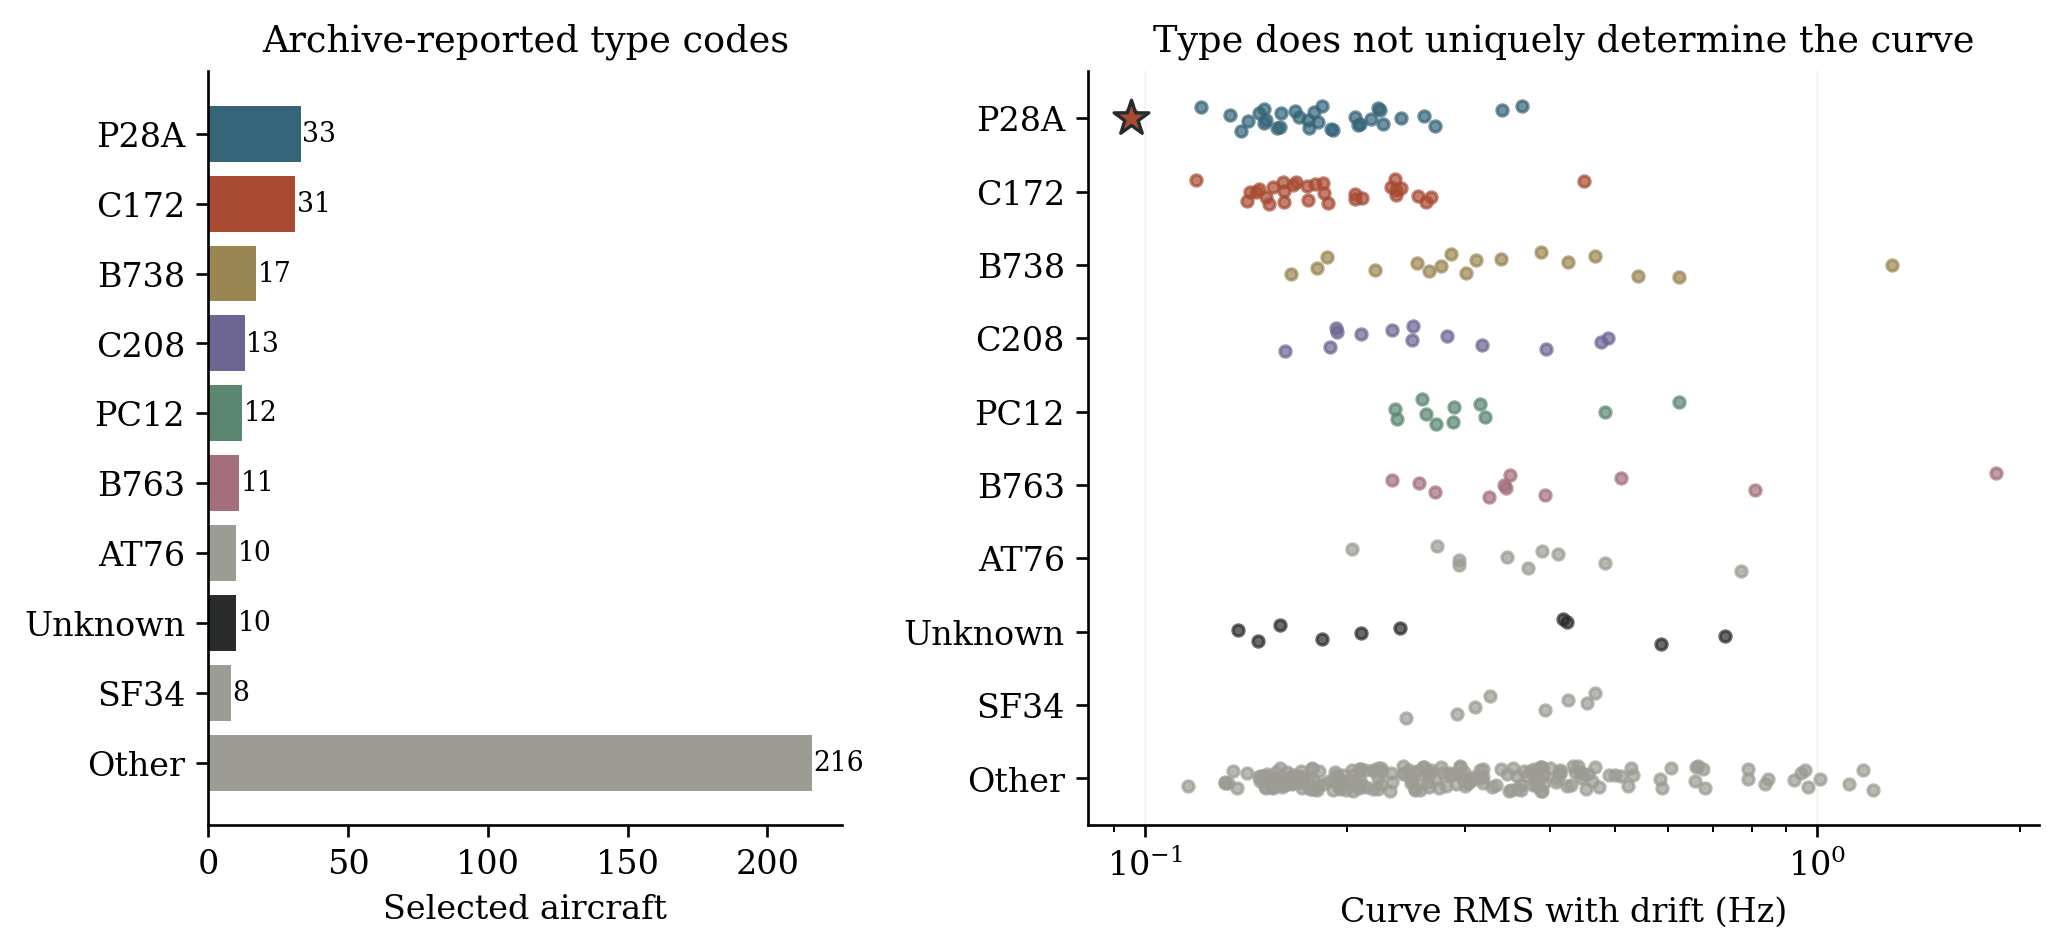 Archive-reported type codes
P28A
33
C172
31
B738
17
C208
13
PC12
12
B763
11
AT76
10
Unknown
10
SF34
8
Other
216
0 50 100 150 200
Selected aircraft
Type does not uniquely determine the curve
P28A
C172
B738
C208
PC12
B763
AT76
Unknown
SF34
Other
10⁻¹ 10⁰
Curve RMS with drift (Hz)